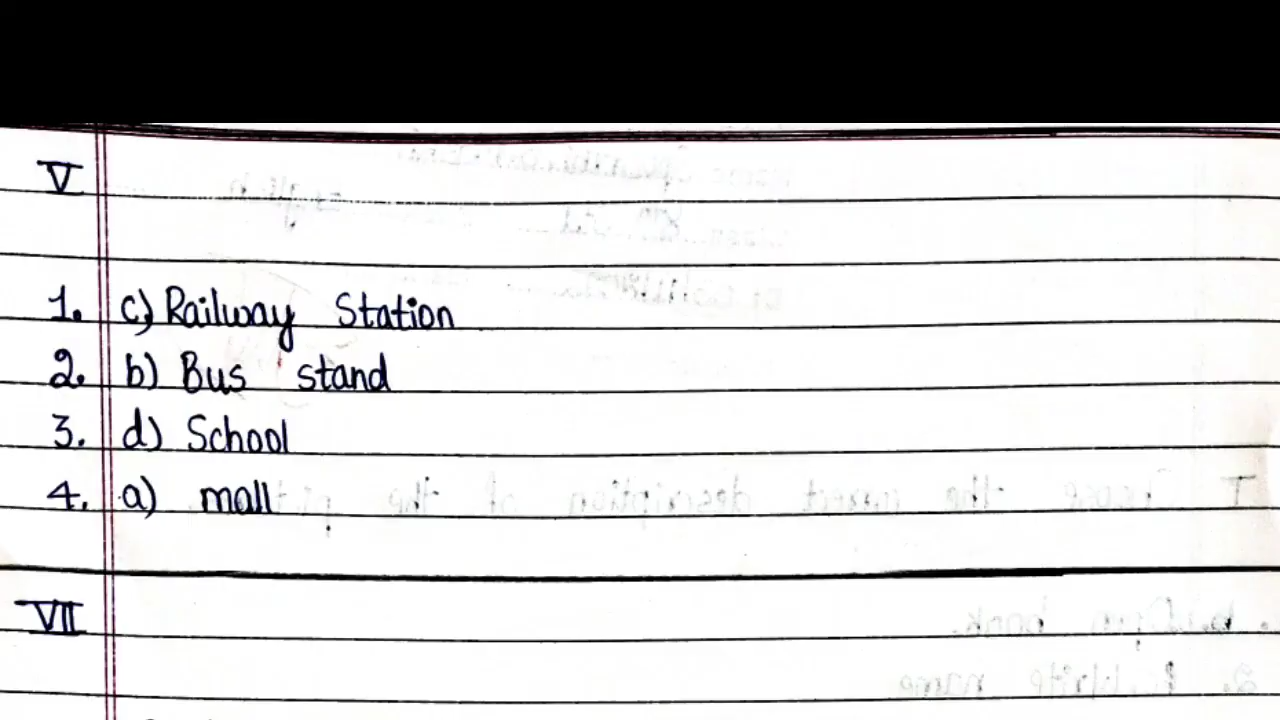 V
1. c) Railway Station
2. b) Bus stand
3. d) School
4. a) mall
VII